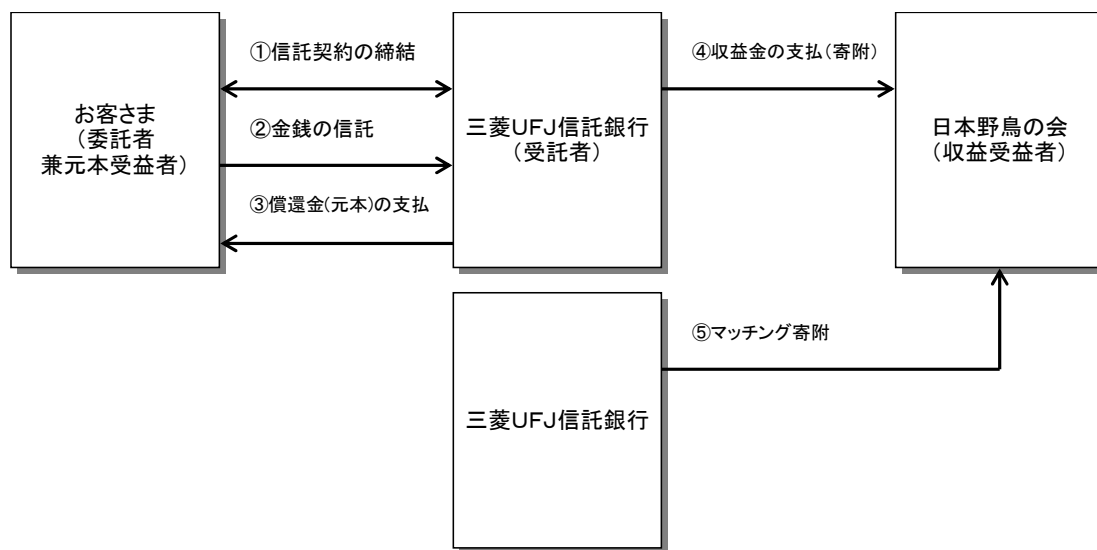 ①信託契約の締結
④収益金の支払（寄附）
お客さま
（委託者
兼元本受益者）
②金銭の信託
三菱ＵＦＪ信託銀行
（受託者）
日本野鳥の会
（収益受益者）
③償還金(元本)の支払
⑤マッチング寄附
三菱ＵＦＪ信託銀行